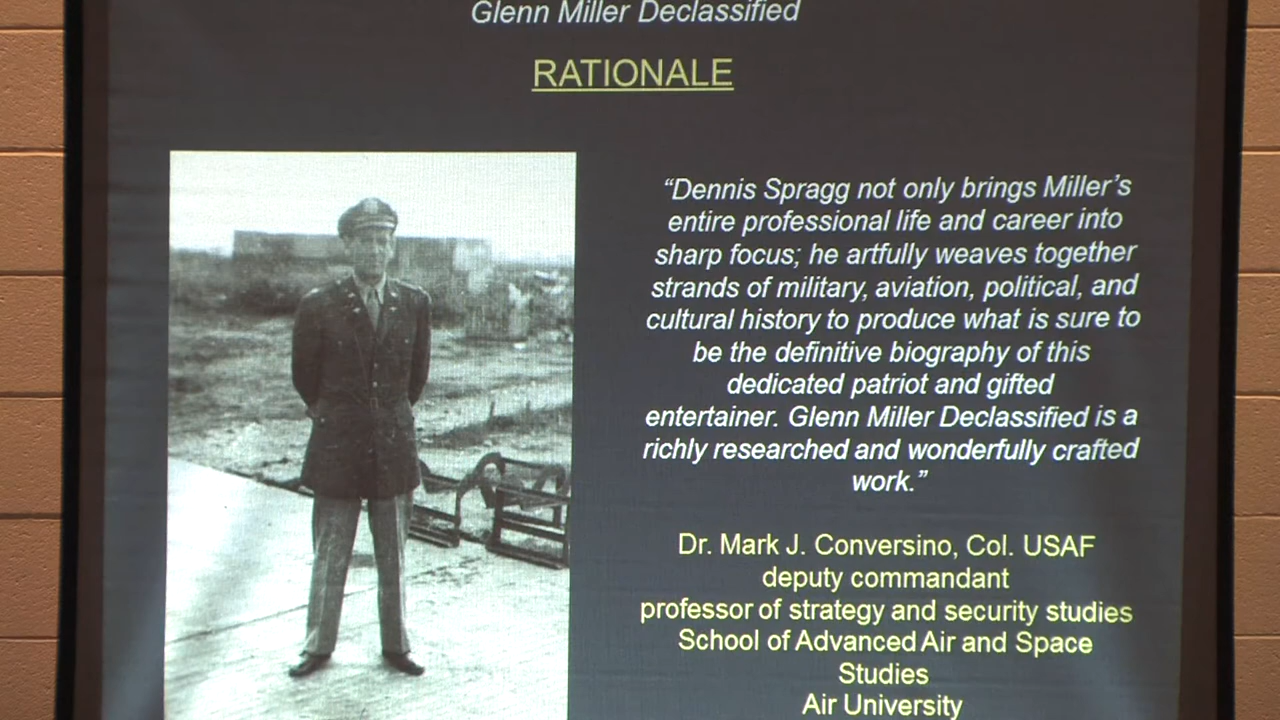 Glenn Miller Declassified
RATIONALE
“Dennis Spragg not only brings Miller’s
entire professional life and career into
sharp focus; he artfully weaves together
strands of military, aviation, political, and
cultural history to produce what is sure to
be the definitive biography of this
dedicated patriot and gifted
entertainer. Glenn Miller Declassified is a
richly researched and wonderfully crafted
work.”
Dr. Mark J. Conversino, Col. USAF
deputy commandant
professor of strategy and security studies
School of Advanced Air and Space
Studies
Air University